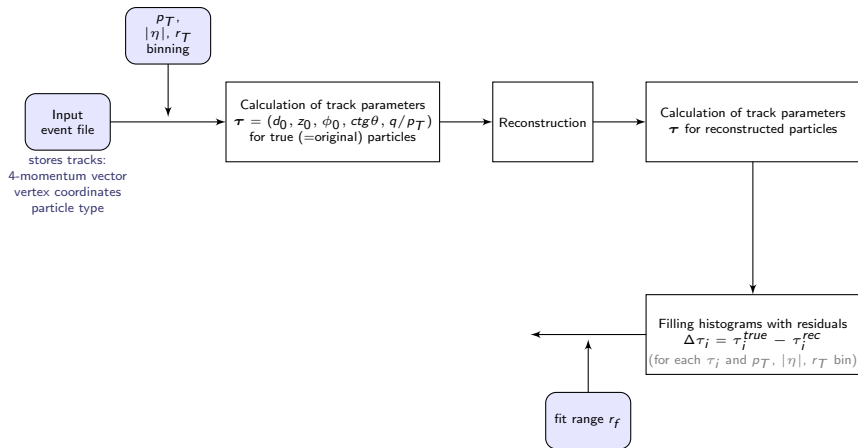 p_T,
|η|, r_T
binning
Input
event file
stores tracks:
4-momentum vector
vertex coordinates
particle type
Calculation of track parameters
τ = (d_0, z_0, ϕ_0, ctgθ, q/p_T)
for true (=original) particles
Reconstruction
Calculation of track parameters
τ for reconstructed particles
Filling histograms with residuals
Δτ_i = τ_i^{true} − τ_i^{rec}
(for each τ_i and p_T, |η|, r_T bin)
fit range r_f